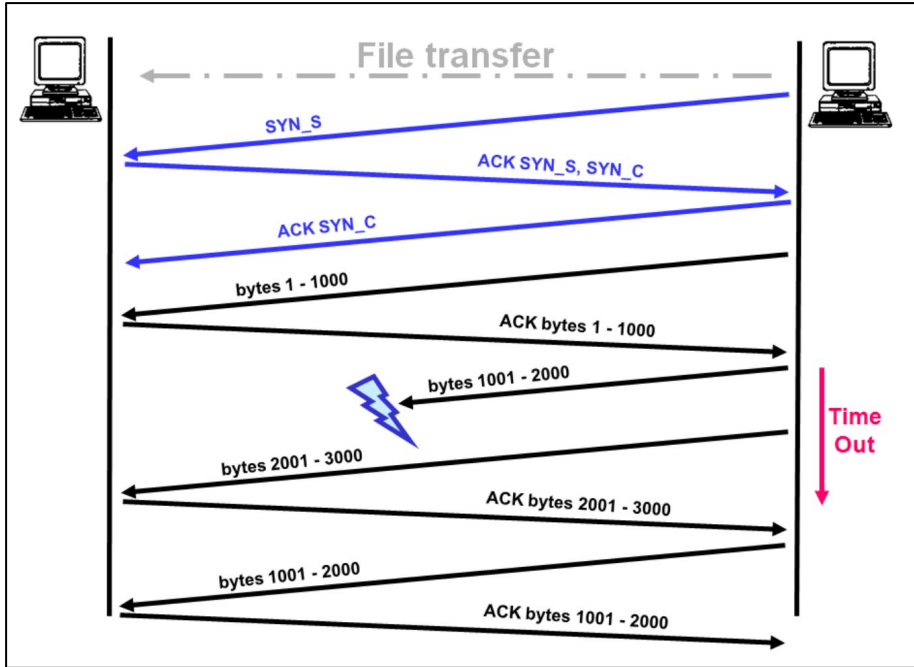 File transfer
SYN_S
ACK SYN_S, SYN_C
ACK SYN_C
bytes 1 - 1000
ACK bytes 1 - 1000
bytes 1001 - 2000
Time
Out
bytes 2001 - 3000
ACK bytes 2001 - 3000
bytes 1001 - 2000
ACK bytes 1001 - 2000